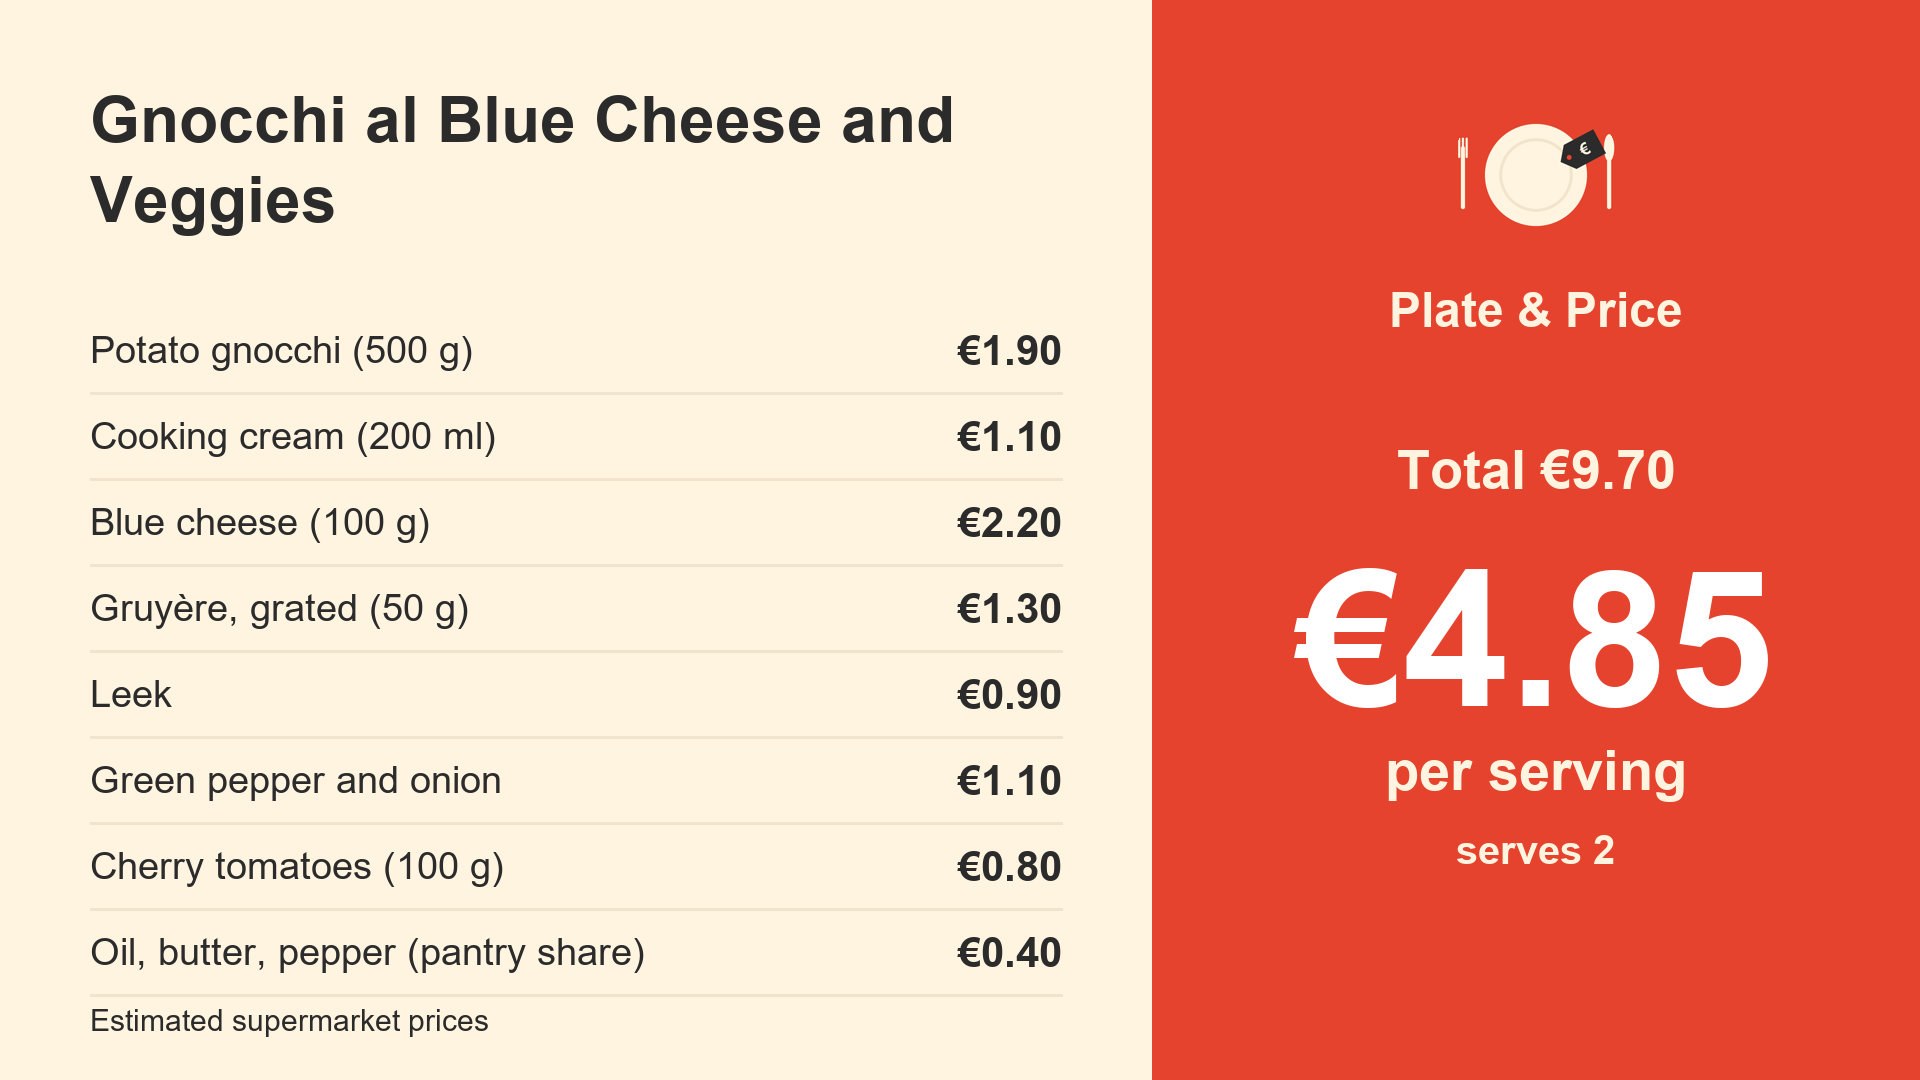 Gnocchi al Blue Cheese and
Veggies
Potato gnocchi (500 g) €1.90
Cooking cream (200 ml) €1.10
Blue cheese (100 g) €2.20
Gruyère, grated (50 g) €1.30
Leek €0.90
Green pepper and onion €1.10
Cherry tomatoes (100 g) €0.80
Oil, butter, pepper (pantry share) €0.40
Estimated supermarket prices
€
Plate & Price
Total €9.70
€4.85
per serving
serves 2